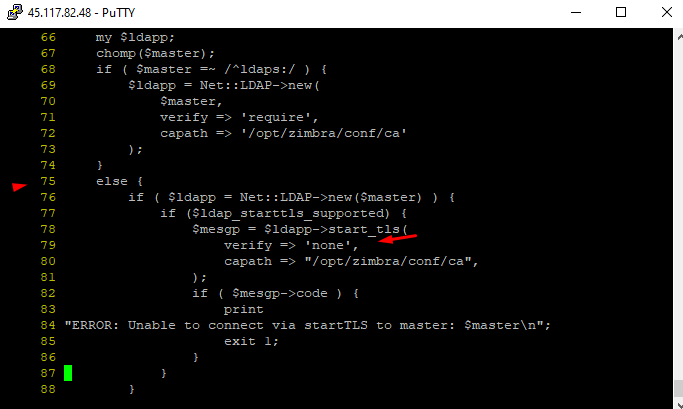 45.117.82.48 - PuTTY
66 my $ldapp;
67 chomp($master);
68 if ( $master =~ /^ldaps:/ ) {
69 $ldapp = Net::LDAP->new(
70 $master,
71 verify => 'require',
72 capath => '/opt/zimbra/conf/ca'
73 );
74 }
75 else {
76 if ( $ldapp = Net::LDAP->new($master) ) {
77 if ($ldap_starttls_supported) {
78 $mesgp = $ldapp->start_tls(
79 verify => 'none',
80 capath => "/opt/zimbra/conf/ca",
81 );
82 if ( $mesgp->code ) {
83 print
84 "ERROR: Unable to connect via startTLS to master: $master\n";
85 exit 1;
86 }
87 }
88 }